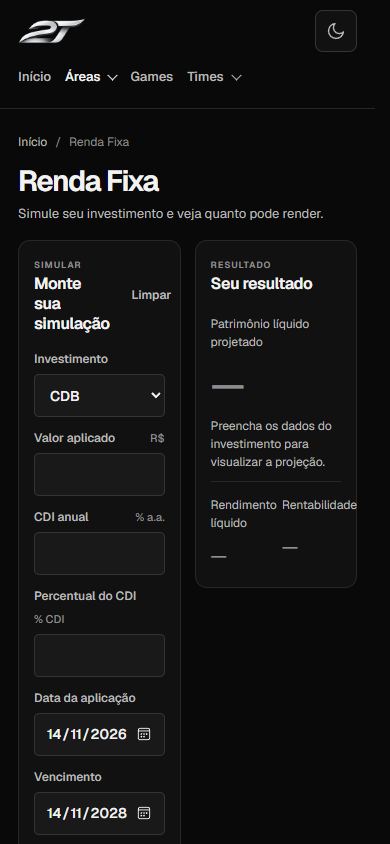 2T
Início Áreas Games Times
Início / Renda Fixa
Renda Fixa
Simule seu investimento e veja quanto pode render.
SIMULAR
Monte
sua
simulação
Limpar
Investimento
CDB
Valor aplicado R$
CDI anual % a.a.
Percentual do CDI
% CDI
Data da aplicação
14/11/2026
Vencimento
14/11/2028
RESULTADO
Seu resultado
Patrimônio líquido
projetado
—
Preencha os dados do
investimento para
visualizar a projeção.
Rendimento
líquido
—
Rentabilidade
—